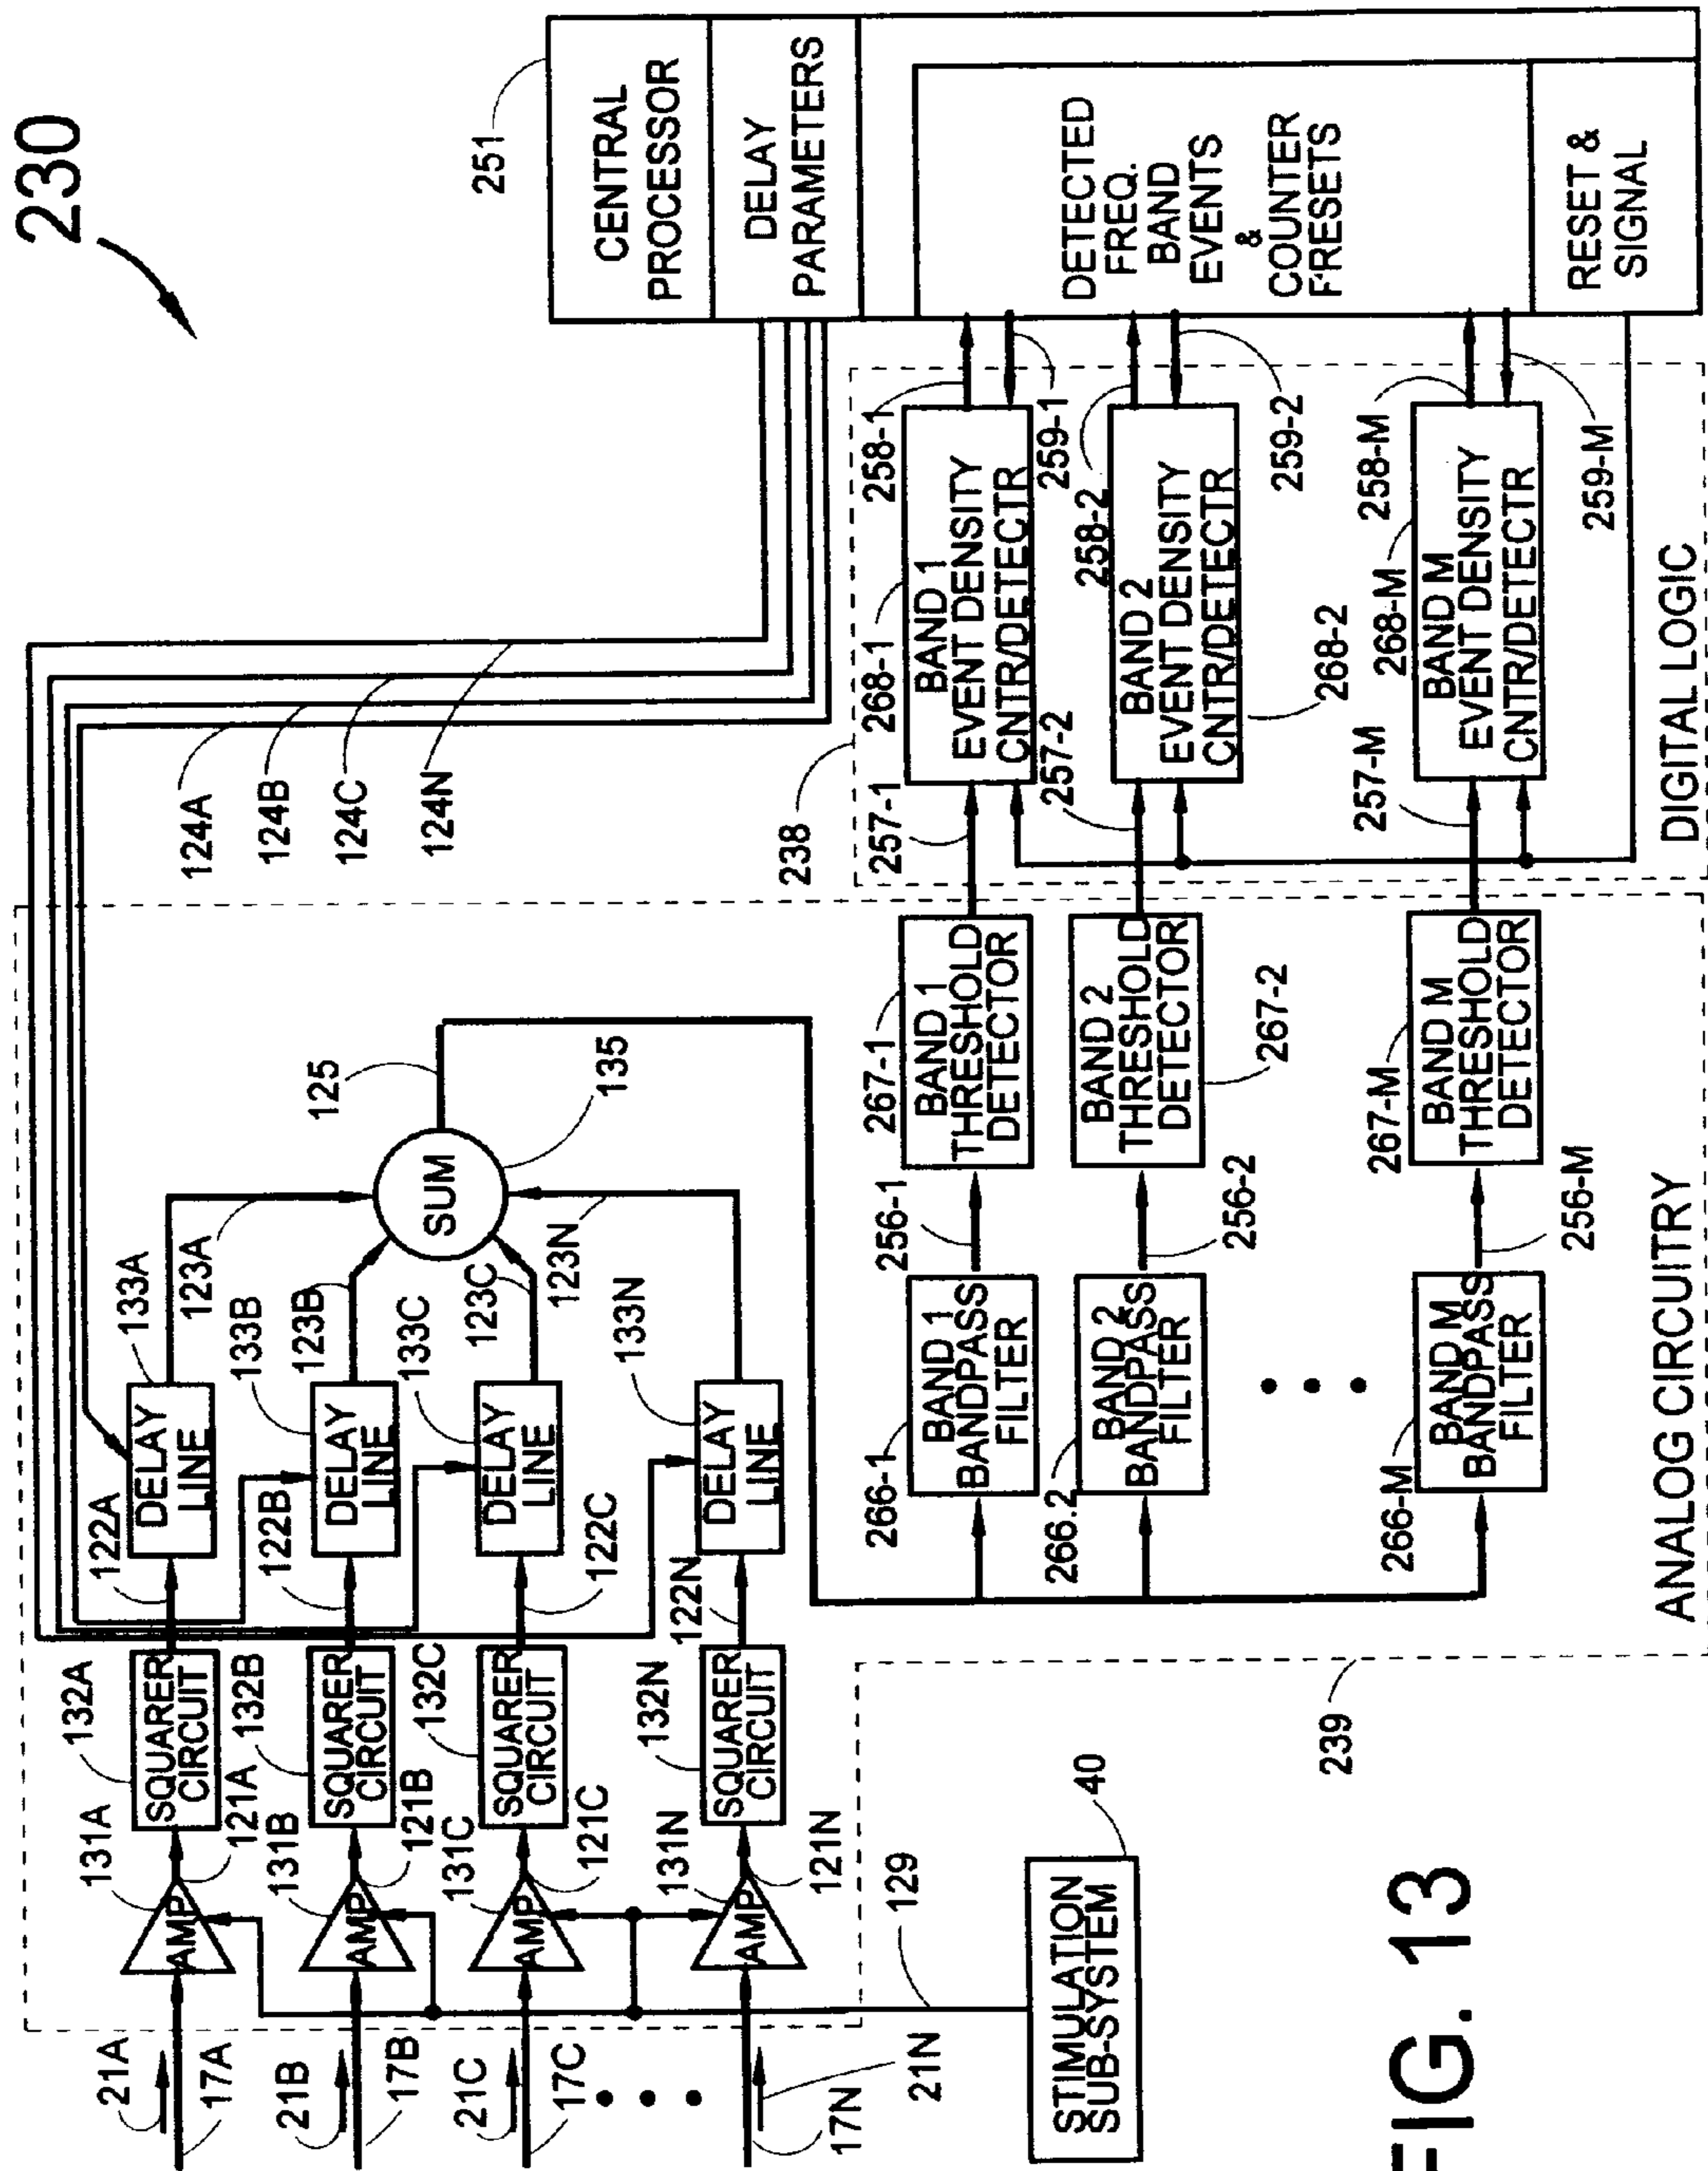 230
21A
17A
131A
AMP
121A
132A
SQUARER
CIRCUIT
122A
DELAY
LINE
133A
123A
21B
17B
131B
AMP
121B
132B
SQUARER
CIRCUIT
122B
DELAY
LINE
133B
123B
21C
17C
131C
AMP
121C
132C
SQUARER
CIRCUIT
122C
DELAY
LINE
133C
123C
21N
17N
131N
AMP
121N
132N
SQUARER
CIRCUIT
122N
DELAY
LINE
133N
123N
SUM
125
135
124A
124B
124C
124N
251
CENTRAL
PROCESSOR
DELAY
PARAMETERS
DETECTED
FREQ.
BAND
EVENTS
&
COUNTER
FRESETS
RESET &
SIGNAL
129
STIMULATION
SUB-SYSTEM
40
239
238
266-1
BAND 1
BANDPASS
FILTER
256-1
267-1
BAND 1
THRESHOLD
DETECTOR
257-1
268-1
BAND 1
EVENT DENSITY
CNTR/DETECTR
258-1
259-1
266.2
BAND 2
BANDPASS
FILTER
256-2
BAND 2
THRESHOLD
DETECTOR
267-2
257-2
BAND 2
EVENT DENSITY
CNTR/DETECTR
268-2
258-2
259-2
266-M
BAND M
BANDPASS
FILTER
256-M
267-M
BAND M
THRESHOLD
DETECTOR
257-M
268-M
BAND M
EVENT DENSITY
CNTR/DETECTR
258-M
259-M
ANALOG CIRCUITRY
DIGITAL LOGIC
FIG. 13